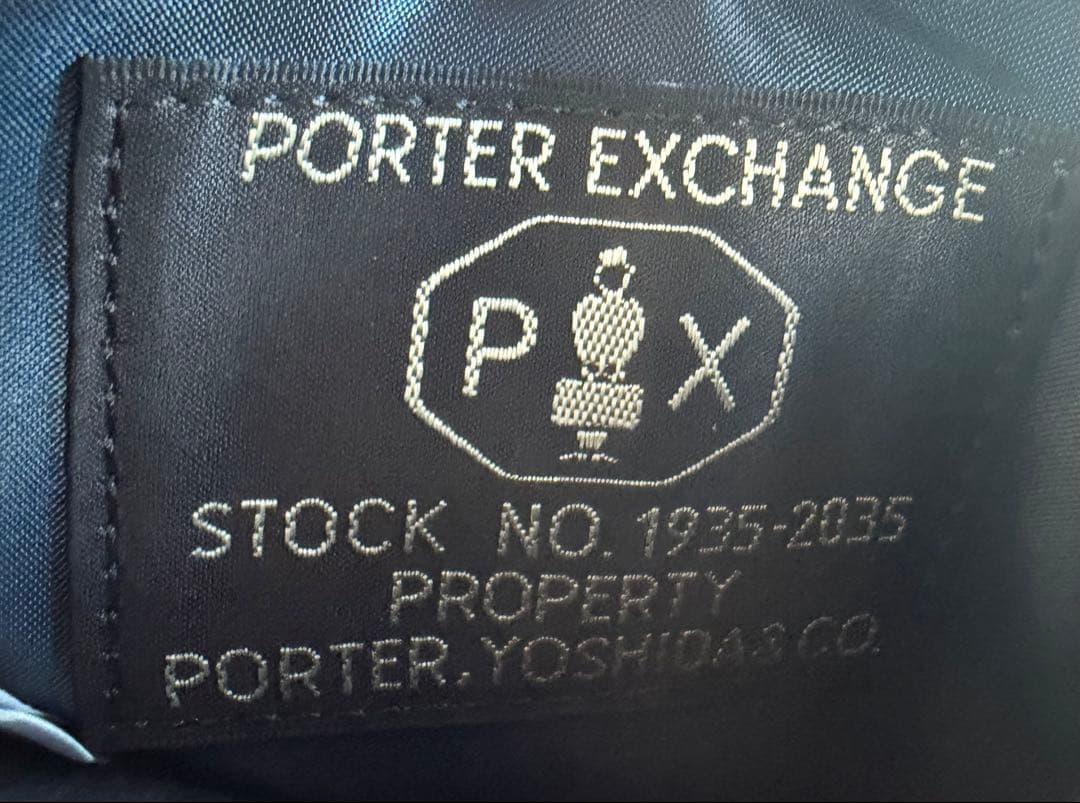 PORTER EXCHANGE
P X
STOCK NO. 1935-2035
PROPERTY
PORTER. YOSHIDA & CO.